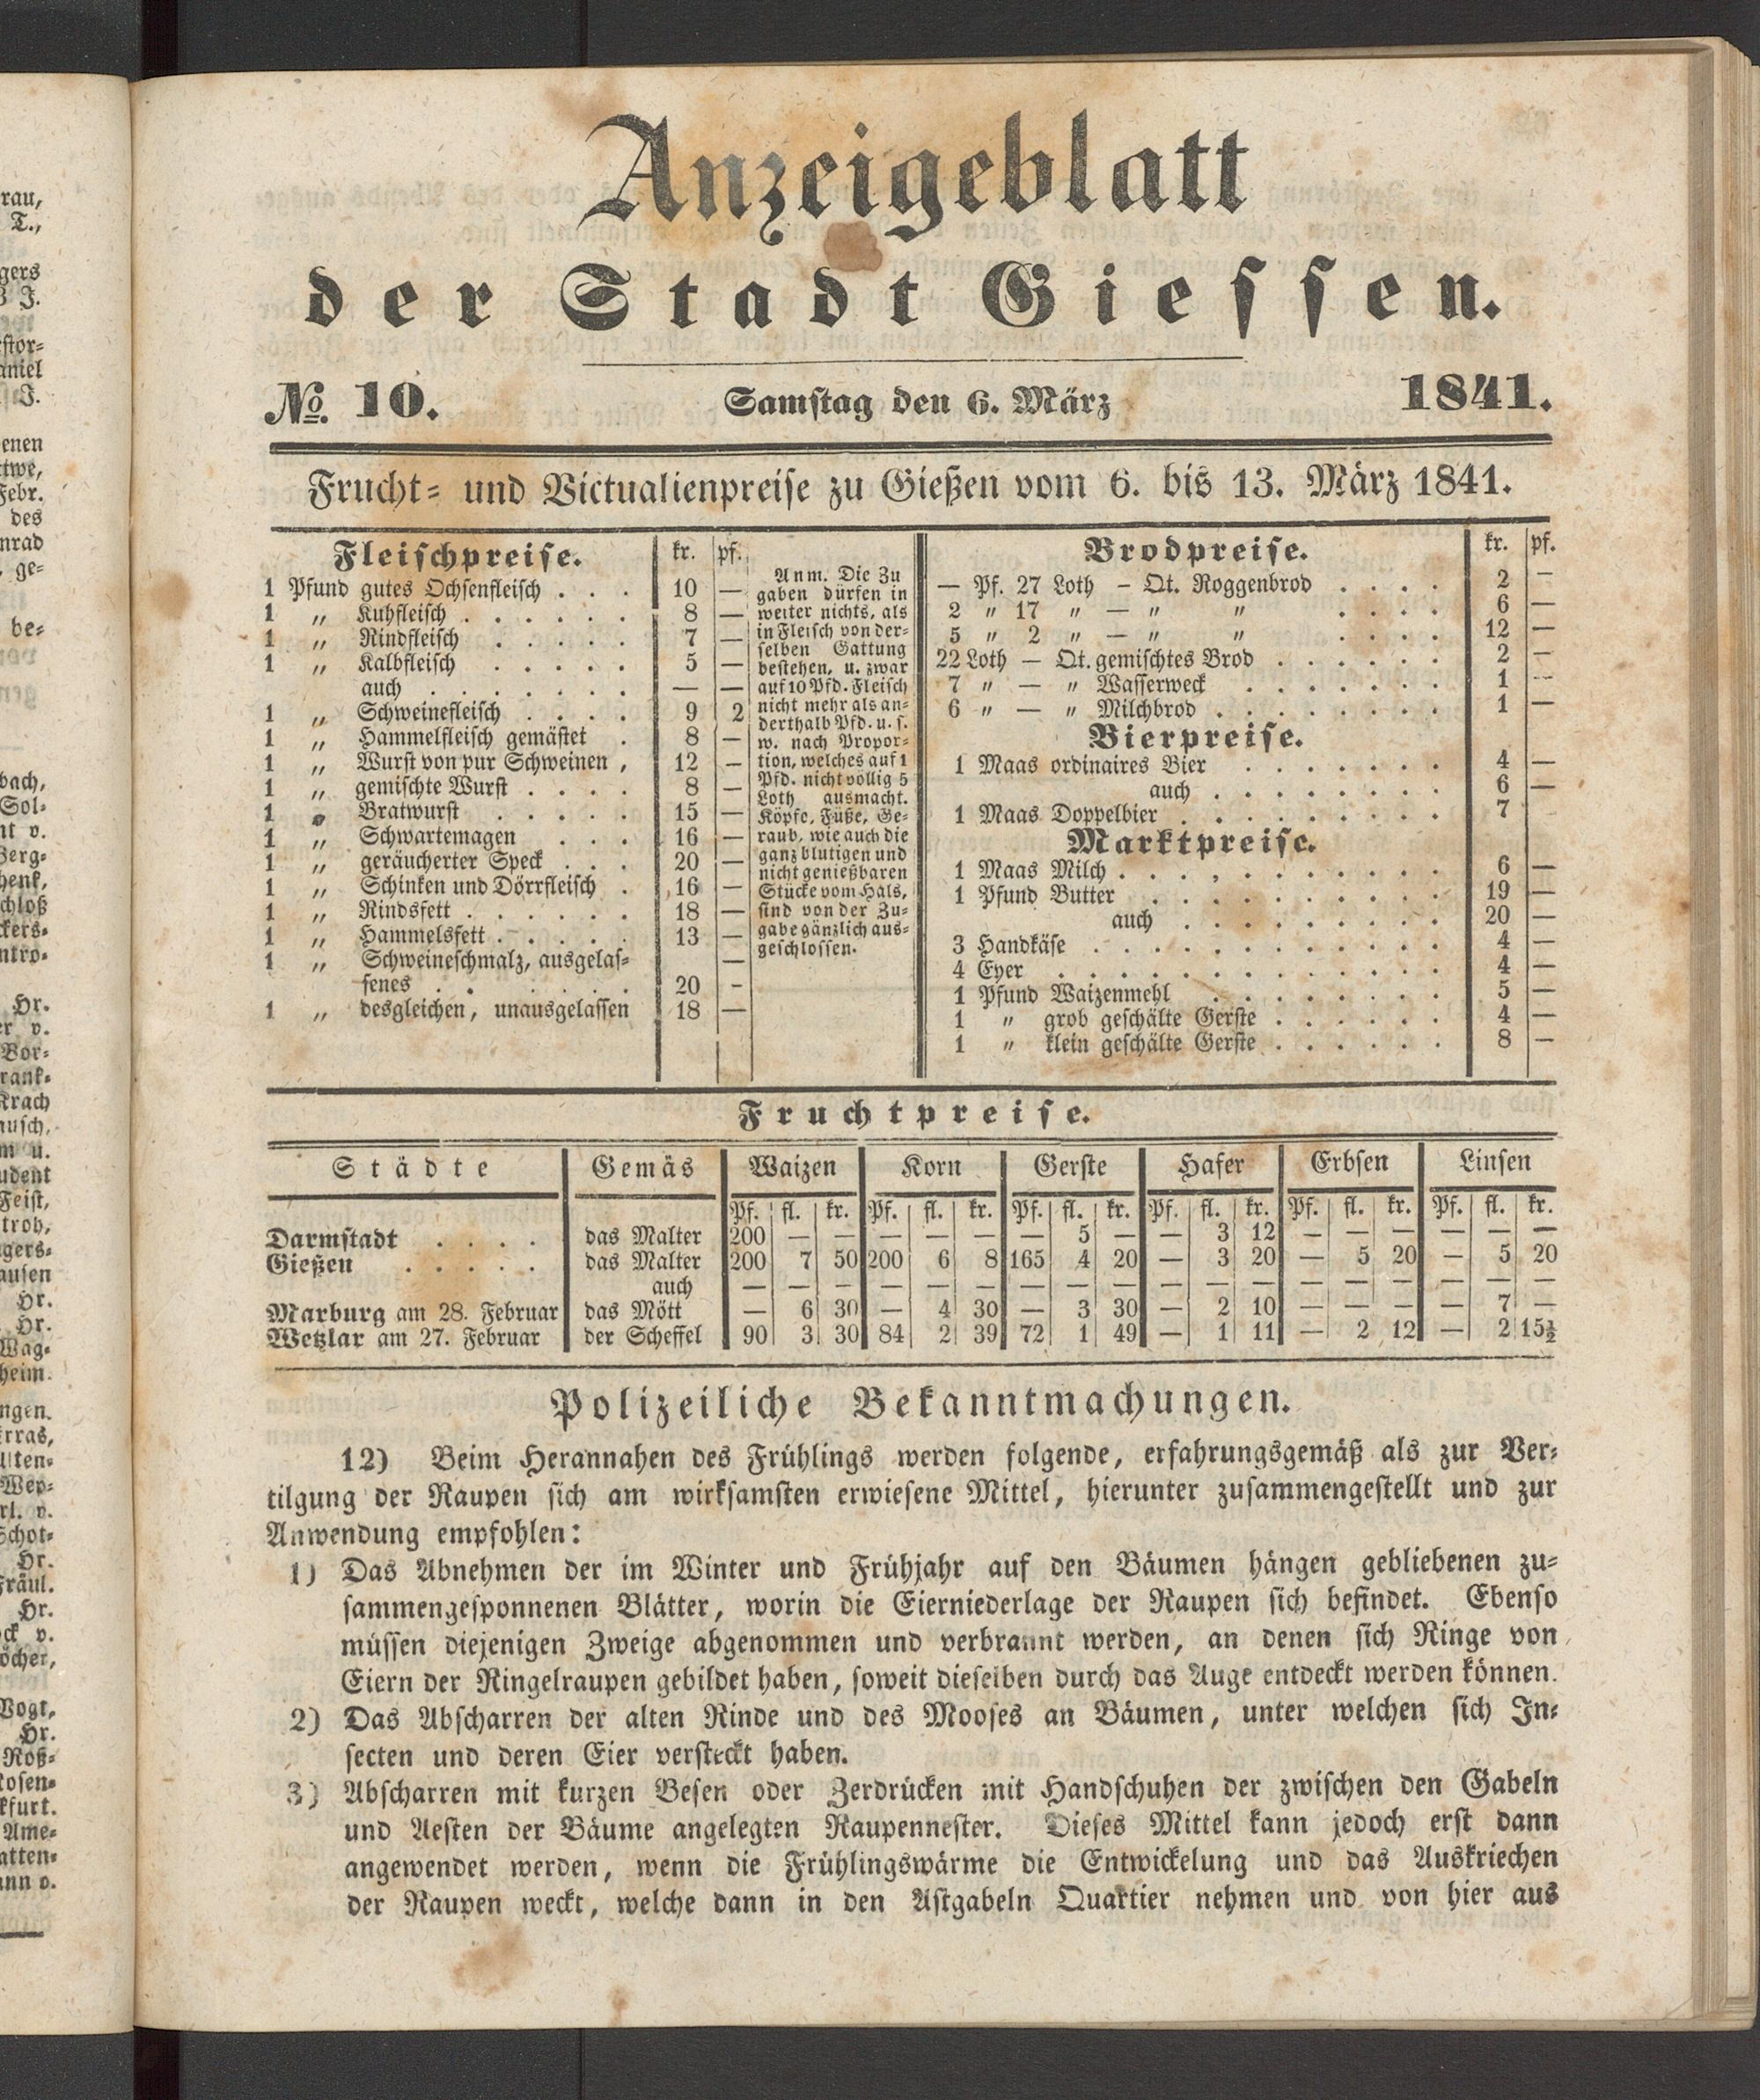 Anzeigeblatt
der Stadt Giessen.
No. 10. Samstag den 6. März 1841.
Frucht- und Victualienpreise zu Gießen vom 6. bis 13. März 1841.
Fleischpreise. kr. pf.
1 Pfund gutes Ochsenfleisch . . . 10 —
1 „ Kuhfleisch . . . . . . 8 —
1 „ Rindfleisch . . . . . 7 —
1 „ Kalbfleisch . . . . . 5 —
auch . . . . . . . — —
1 „ Schweinefleisch . . . . 9 2
1 „ Hammelfleisch gemästet . 8 —
1 „ Wurst von pur Schweinen , 12 —
1 „ gemischte Wurst . . . . 8 —
1 „ Bratwurst . . . . . 15 —
1 „ Schwartemagen . . . 16 —
1 „ geräucherter Speck . . . 20 —
1 „ Schinken und Dörrfleisch . 16 —
1 „ Rindsfett . . . . . . 18 —
1 „ Hammelsfett . . . . . 13 —
1 „ Schweineschmalz, ausgelas- —
senes . . . . . . 20 -
1 „ desgleichen, unausgelassen 18 —
Anm. Die Zu
gaben dürfen in
weiter nichts, als
in Fleisch von der-
selben Gattung
bestehen, u. zwar
auf 10 Pfd. Fleisch
nicht mehr als an-
derthalb Pfd. u. s.
w. nach Propor-
tion, welches auf 1
Pfd. nicht völlig 5
Loth ausmacht.
Köpfe, Füße, Ge-
raub, wie auch die
ganz blutigen und
nicht genießbaren
Stücke vom Hals,
sind von der Zu-
gabe gänzlich aus-
geschlossen.
Brodpreise. kr. pf.
— Pf. 27 Loth – Qt. Roggenbrod . . . . 2 —
2 „ 17 „ — „ „ . . . . 6 —
5 „ 2 „ — „ „ . . . . 12 —
22 Loth — Qt. gemischtes Brod . . . . . . 2 —
7 „ — „ Wasserweck . . . . . . . 1 —
6 „ — „ Milchbrod . . . . . . . . 1 —
Bierpreise.
1 Maas ordinaires Bier . . . . . . . 4 —
auch . . . . . . . . 6 —
1 Maas Doppelbier . . . . . . . . . 7
Marktpreise.
1 Maas Milch . . . . . . . . . . . 6 —
1 Pfund Butter . . . . . . . . . . 19 —
auch . . . . . . . . . 20 —
3 Handkäse . . . . . . . . . . . . 4 —
4 Eyer . . . . . . . . . . . . . 4 —
1 Pfund Waizenmehl . . . . . . . . 5 —
1 „ grob geschälte Gerste . . . . . . 4 —
1 „ klein geschälte Gerste . . . . . . 8 —
Fruchtpreise.
Städte Gemäs Waizen Korn Gerste Hafer Erbsen Linsen
Pf. fl. kr. Pf. fl. kr. Pf. fl. kr. Pf. fl. kr. Pf. fl. kr. Pf. fl. kr.
Darmstadt . . . . das Malter 200 — — — — — — 5 — — 3 12 — — — — — —
Gießen . . . . . das Malter 200 7 50 200 6 8 165 4 20 — 3 20 — 5 20 — 5 20
auch — — — — — — — — — — — — — — — — — —
Marburg am 28. Februar das Mött — 6 30 — 4 30 — 3 30 — 2 10 — — — — 7 —
Wetzlar am 27. Februar der Scheffel 90 3 30 84 2 39 72 1 49 — 1 11 — 2 12 — 2 15½
Polizeiliche Bekanntmachungen.
12) Beim Herannahen des Frühlings werden folgende, erfahrungsgemäß als zur Ver-
tilgung der Raupen sich am wirksamsten erwiesene Mittel, hierunter zusammengestellt und zur
Anwendung empfohlen:
1) Das Abnehmen der im Winter und Frühjahr auf den Bäumen hängen gebliebenen zu-
sammengesponnenen Blätter, worin die Eierniederlage der Raupen sich befindet. Ebenso
müssen diejenigen Zweige abgenommen und verbrannt werden, an denen sich Ringe von
Eiern der Ringelraupen gebildet haben, soweit dieselben durch das Auge entdeckt werden können.
2) Das Abscharren der alten Rinde und des Mooses an Bäumen, unter welchen sich In-
secten und deren Eier versteckt haben.
3) Abscharren mit kurzen Besen oder Zerdrücken mit Handschuhen der zwischen den Gabeln
und Aesten der Bäume angelegten Raupennester. Dieses Mittel kann jedoch erst dann
angewendet werden, wenn die Frühlingswärme die Entwickelung und das Auskriechen
der Raupen weckt, welche dann in den Astgabeln Quartier nehmen und von hier aus